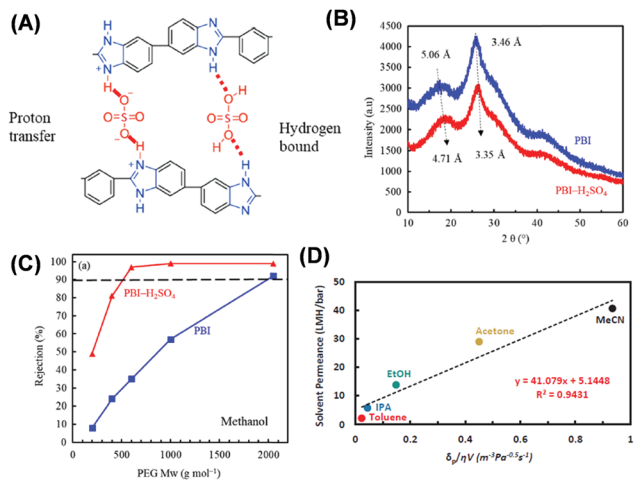 (A)
H
N
N
N
+
H
N
N
H
Proton
transfer
O
−
O=S=O
O
−
H
O
H
O=S=O
O
H
Hydrogen
bound
H
N
+
N
H
H
N
N
(B)
4500
4000
3500
3000
2500
2000
1500
1000
500
0
Intensity (a.u)
5.06 Å
3.46 Å
4.71 Å
3.35 Å
PBI
PBI–H₂SO₄
10 20 30 40 50 60
2 θ (°)
(C)
(a)
100
90
80
70
60
50
40
30
20
10
0
Rejection (%)
PBI–H₂SO₄
PBI
Methanol
0 500 1000 1500 2000
PEG Mw (g mol⁻¹)
(D)
50
40
30
20
10
0
Solvent Permeance (LMH/bar)
MeCN
Acetone
EtOH
IPA
Toluene
y = 41.079x + 5.1448
R² = 0.9431
0 0.2 0.4 0.6 0.8 1
δₚ/ηV (m⁻³Pa⁻⁰·⁵s⁻¹)